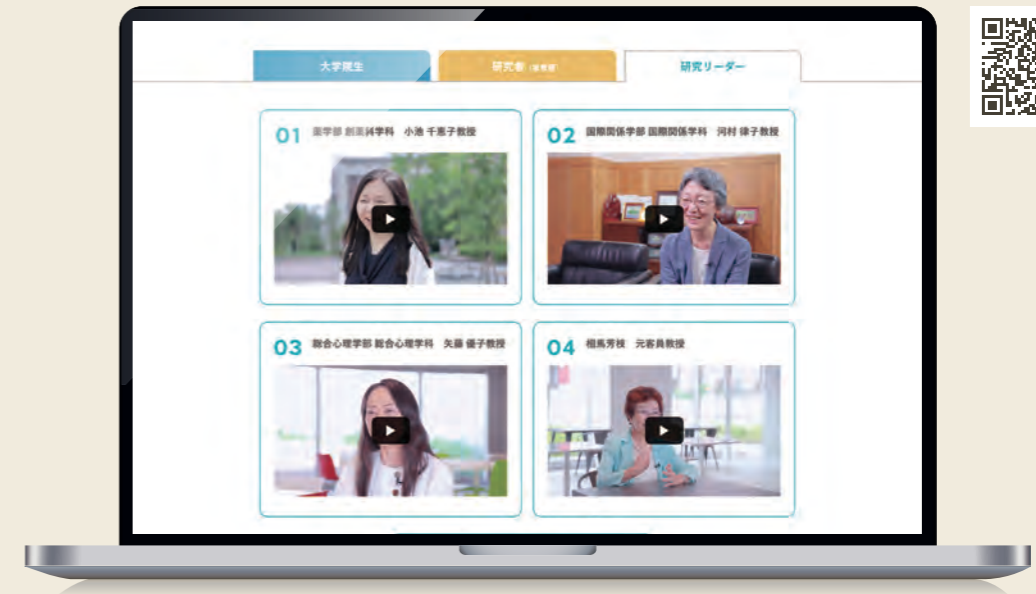 大学院生
研究者
研究リーダー
01 薬学部 創薬科学科 小池 千恵子教授
02 国際関係学部 国際関係学科 河村 律子教授
03 総合心理学部 総合心理学科 矢藤 優子教授
04 相馬芳枝 元客員教授